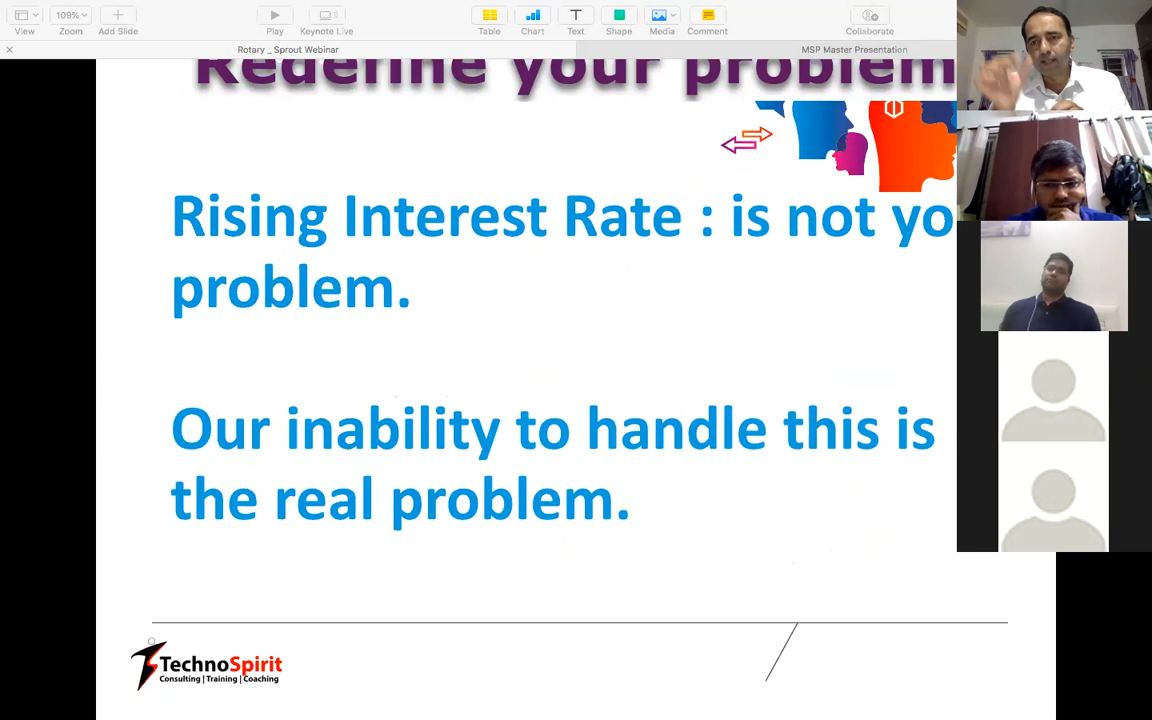 109%
View
Zoom
Add Slide
Play
Keynote Live
Table
Chart
Text
Shape
Media
Comment
Collaborate
Rotary _ Sprout Webinar
MSP Master Presentation
Redefine your problem
Rising Interest Rate : is not yo
problem.
Our inability to handle this is
the real problem.
TechnoSpirit
Consulting | Training | Coaching